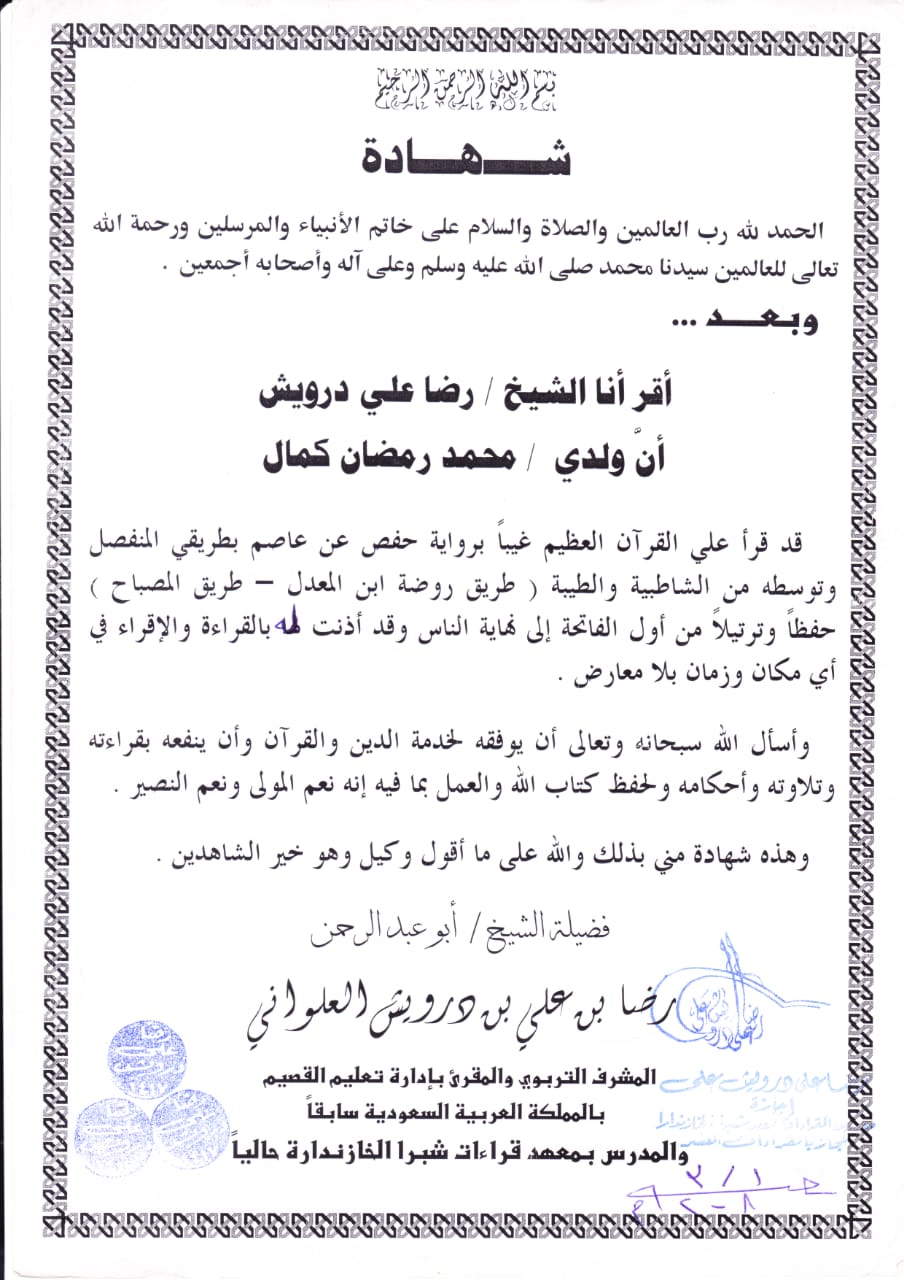 بسم الله الرحمن الرحيم
شـــهـــادة
الحمد لله رب العالمين والصلاة والسلام على خاتم الأنبياء والمرسلين ورحمة الله
تعالى للعالمين سيدنا محمد صلى الله عليه وسلم وعلى آله وأصحابه أجمعين .
وبـعـــد ...
أقر أنا الشيخ / رضا علي درويش
أنَّ ولدي / محمد رمضان كمال
قد قرأ علي القرآن العظيم غيباً برواية حفص عن عاصم بطريقي المنفصل
وتوسطه من الشاطبية والطيبة ( طريق روضة ابن المعدل – طريق المصباح )
حفظاً وترتيلاً من أول الفاتحة إلى نهاية الناس وقد أذنت له بالقراءة والإقراء في
أي مكان وزمان بلا معارض .
وأسأل الله سبحانه وتعالى أن يوفقه لخدمة الدين والقرآن وأن ينفعه بقراءته
وتلاوته وأحكامه ولحفظ كتاب الله والعمل بما فيه إنه نعم المولى ونعم النصير .
وهذه شهادة مني بذلك والله على ما أقول وكيل وهو خير الشاهدين .
فضيلة الشيخ / أبو عبد الرحمن
رضا بن علي بن درويش العلواني
المشرف التربوي والمقرئ بإدارة تعليم القصيم
بالمملكة العربية السعودية سابقاً
والمدرس بمعهد قراءات شبرا الخازندارة حالياً
درويش على
إجازة
١ / ٣